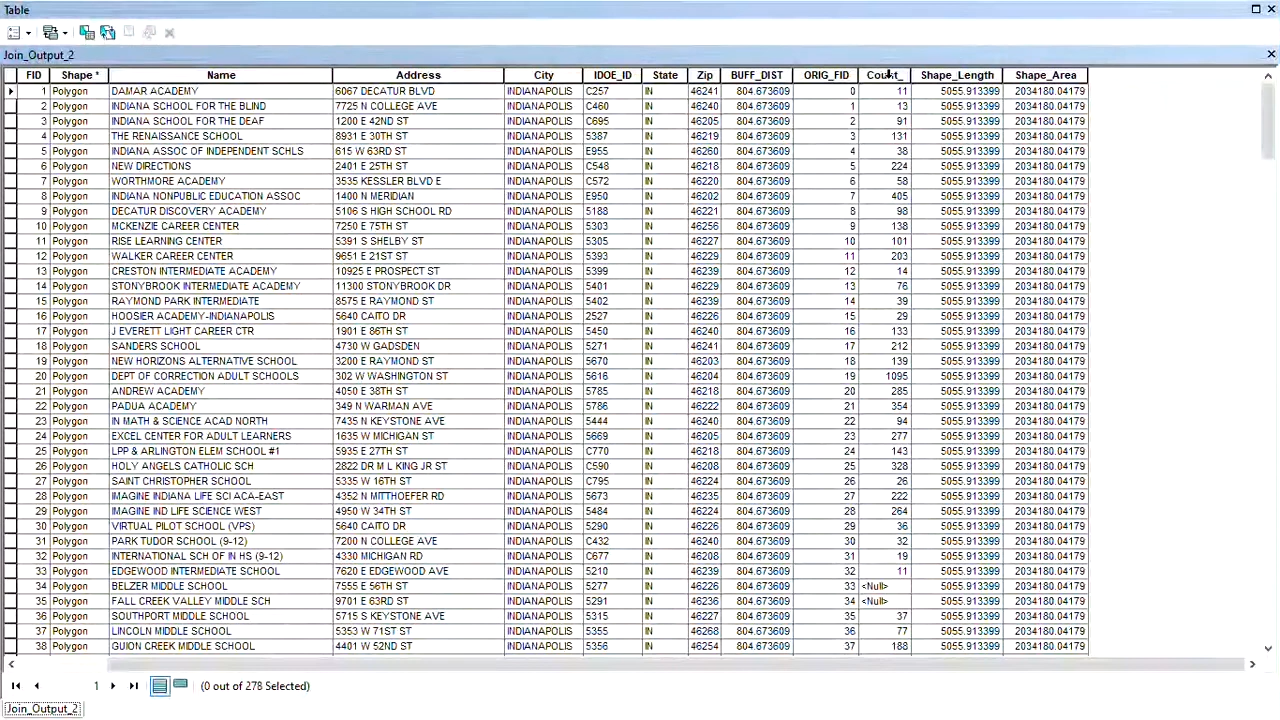 Table
Join_Output_2
FID Shape * Name Address City IDOE_ID State Zip BUFF_DIST ORIG_FID Count_ Shape_Length Shape_Area
1 Polygon DAMAR ACADEMY 6067 DECATUR BLVD INDIANAPOLIS C257 IN 46241 804.673609 0 11 5055.913399 2034180.04179
2 Polygon INDIANA SCHOOL FOR THE BLIND 7725 N COLLEGE AVE INDIANAPOLIS C460 IN 46240 804.673609 1 13 5055.913399 2034180.04179
3 Polygon INDIANA SCHOOL FOR THE DEAF 1200 E 42ND ST INDIANAPOLIS C695 IN 46205 804.673609 2 91 5055.913399 2034180.04179
4 Polygon THE RENAISSANCE SCHOOL 8931 E 30TH ST INDIANAPOLIS 5387 IN 46219 804.673609 3 131 5055.913399 2034180.04179
5 Polygon INDIANA ASSOC OF INDEPENDENT SCHLS 615 W 63RD ST INDIANAPOLIS E955 IN 46260 804.673609 4 38 5055.913399 2034180.04179
6 Polygon NEW DIRECTIONS 2401 E 25TH ST INDIANAPOLIS C548 IN 46218 804.673609 5 224 5055.913399 2034180.04179
7 Polygon WORTHMORE ACADEMY 3535 KESSLER BLVD E INDIANAPOLIS C572 IN 46220 804.673609 6 58 5055.913399 2034180.04179
8 Polygon INDIANA NONPUBLIC EDUCATION ASSOC 1400 N MERIDIAN INDIANAPOLIS E950 IN 46202 804.673609 7 405 5055.913399 2034180.04179
9 Polygon DECATUR DISCOVERY ACADEMY 5106 S HIGH SCHOOL RD INDIANAPOLIS 5188 IN 46221 804.673609 8 98 5055.913399 2034180.04179
10 Polygon MCKENZIE CAREER CENTER 7250 E 75TH ST INDIANAPOLIS 5303 IN 46256 804.673609 9 138 5055.913399 2034180.04179
11 Polygon RISE LEARNING CENTER 5391 S SHELBY ST INDIANAPOLIS 5305 IN 46227 804.673609 10 101 5055.913399 2034180.04179
12 Polygon WALKER CAREER CENTER 9651 E 21ST ST INDIANAPOLIS 5393 IN 46229 804.673609 11 203 5055.913399 2034180.04179
13 Polygon CRESTON INTERMEDIATE ACADEMY 10925 E PROSPECT ST INDIANAPOLIS 5399 IN 46239 804.673609 12 14 5055.913399 2034180.04179
14 Polygon STONYBROOK INTERMEDIATE ACADEMY 11300 STONYBROOK DR INDIANAPOLIS 5401 IN 46229 804.673609 13 76 5055.913399 2034180.04179
15 Polygon RAYMOND PARK INTERMEDIATE 8575 E RAYMOND ST INDIANAPOLIS 5402 IN 46239 804.673609 14 39 5055.913399 2034180.04179
16 Polygon HOOSIER ACADEMY-INDIANAPOLIS 5640 CAITO DR INDIANAPOLIS 2527 IN 46226 804.673609 15 29 5055.913399 2034180.04179
17 Polygon J EVERETT LIGHT CAREER CTR 1901 E 86TH ST INDIANAPOLIS 5450 IN 46240 804.673609 16 133 5055.913399 2034180.04179
18 Polygon SANDERS SCHOOL 4730 W GADSDEN INDIANAPOLIS 5271 IN 46241 804.673609 17 212 5055.913399 2034180.04179
19 Polygon NEW HORIZONS ALTERNATIVE SCHOOL 3200 E RAYMOND ST INDIANAPOLIS 5670 IN 46203 804.673609 18 139 5055.913399 2034180.04179
20 Polygon DEPT OF CORRECTION ADULT SCHOOLS 302 W WASHINGTON ST INDIANAPOLIS 5616 IN 46204 804.673609 19 1095 5055.913399 2034180.04179
21 Polygon ANDREW ACADEMY 4050 E 38TH ST INDIANAPOLIS 5785 IN 46218 804.673609 20 285 5055.913399 2034180.04179
22 Polygon PADUA ACADEMY 349 N WARMAN AVE INDIANAPOLIS 5786 IN 46222 804.673609 21 354 5055.913399 2034180.04179
23 Polygon IN MATH & SCIENCE ACAD NORTH 7435 N KEYSTONE AVE INDIANAPOLIS 5444 IN 46240 804.673609 22 94 5055.913399 2034180.04179
24 Polygon EXCEL CENTER FOR ADULT LEARNERS 1635 W MICHIGAN ST INDIANAPOLIS 5669 IN 46205 804.673609 23 277 5055.913399 2034180.04179
25 Polygon LPP & ARLINGTON ELEM SCHOOL #1 5935 E 27TH ST INDIANAPOLIS C770 IN 46218 804.673609 24 143 5055.913399 2034180.04179
26 Polygon HOLY ANGELS CATHOLIC SCH 2822 DR M L KING JR ST INDIANAPOLIS C590 IN 46208 804.673609 25 328 5055.913399 2034180.04179
27 Polygon SAINT CHRISTOPHER SCHOOL 5335 W 16TH ST INDIANAPOLIS C795 IN 46224 804.673609 26 26 5055.913399 2034180.04179
28 Polygon IMAGINE INDIANA LIFE SCI ACA-EAST 4352 N MITTHOEFER RD INDIANAPOLIS 5673 IN 46235 804.673609 27 222 5055.913399 2034180.04179
29 Polygon IMAGINE IND LIFE SCIENCE WEST 4950 W 34TH ST INDIANAPOLIS 5484 IN 46224 804.673609 28 264 5055.913399 2034180.04179
30 Polygon VIRTUAL PILOT SCHOOL (VPS) 5640 CAITO DR INDIANAPOLIS 5290 IN 46226 804.673609 29 36 5055.913399 2034180.04179
31 Polygon PARK TUDOR SCHOOL (9-12) 7200 N COLLEGE AVE INDIANAPOLIS C432 IN 46240 804.673609 30 32 5055.913399 2034180.04179
32 Polygon INTERNATIONAL SCH OF IN HS (9-12) 4330 MICHIGAN RD INDIANAPOLIS C677 IN 46208 804.673609 31 19 5055.913399 2034180.04179
33 Polygon EDGEWOOD INTERMEDIATE SCHOOL 7620 E EDGEWOOD AVE INDIANAPOLIS 5210 IN 46239 804.673609 32 11 5055.913399 2034180.04179
34 Polygon BELZER MIDDLE SCHOOL 7555 E 56TH ST INDIANAPOLIS 5277 IN 46226 804.673609 33 <Null> 5055.913399 2034180.04179
35 Polygon FALL CREEK VALLEY MIDDLE SCH 9701 E 63RD ST INDIANAPOLIS 5291 IN 46236 804.673609 34 <Null> 5055.913399 2034180.04179
36 Polygon SOUTHPORT MIDDLE SCHOOL 5715 S KEYSTONE AVE INDIANAPOLIS 5315 IN 46227 804.673609 35 37 5055.913399 2034180.04179
37 Polygon LINCOLN MIDDLE SCHOOL 5353 W 71ST ST INDIANAPOLIS 5355 IN 46268 804.673609 36 77 5055.913399 2034180.04179
38 Polygon GUION CREEK MIDDLE SCHOOL 4401 W 52ND ST INDIANAPOLIS 5356 IN 46254 804.673609 37 188 5055.913399 2034180.04179
1 (0 out of 278 Selected)
Join_Output_2